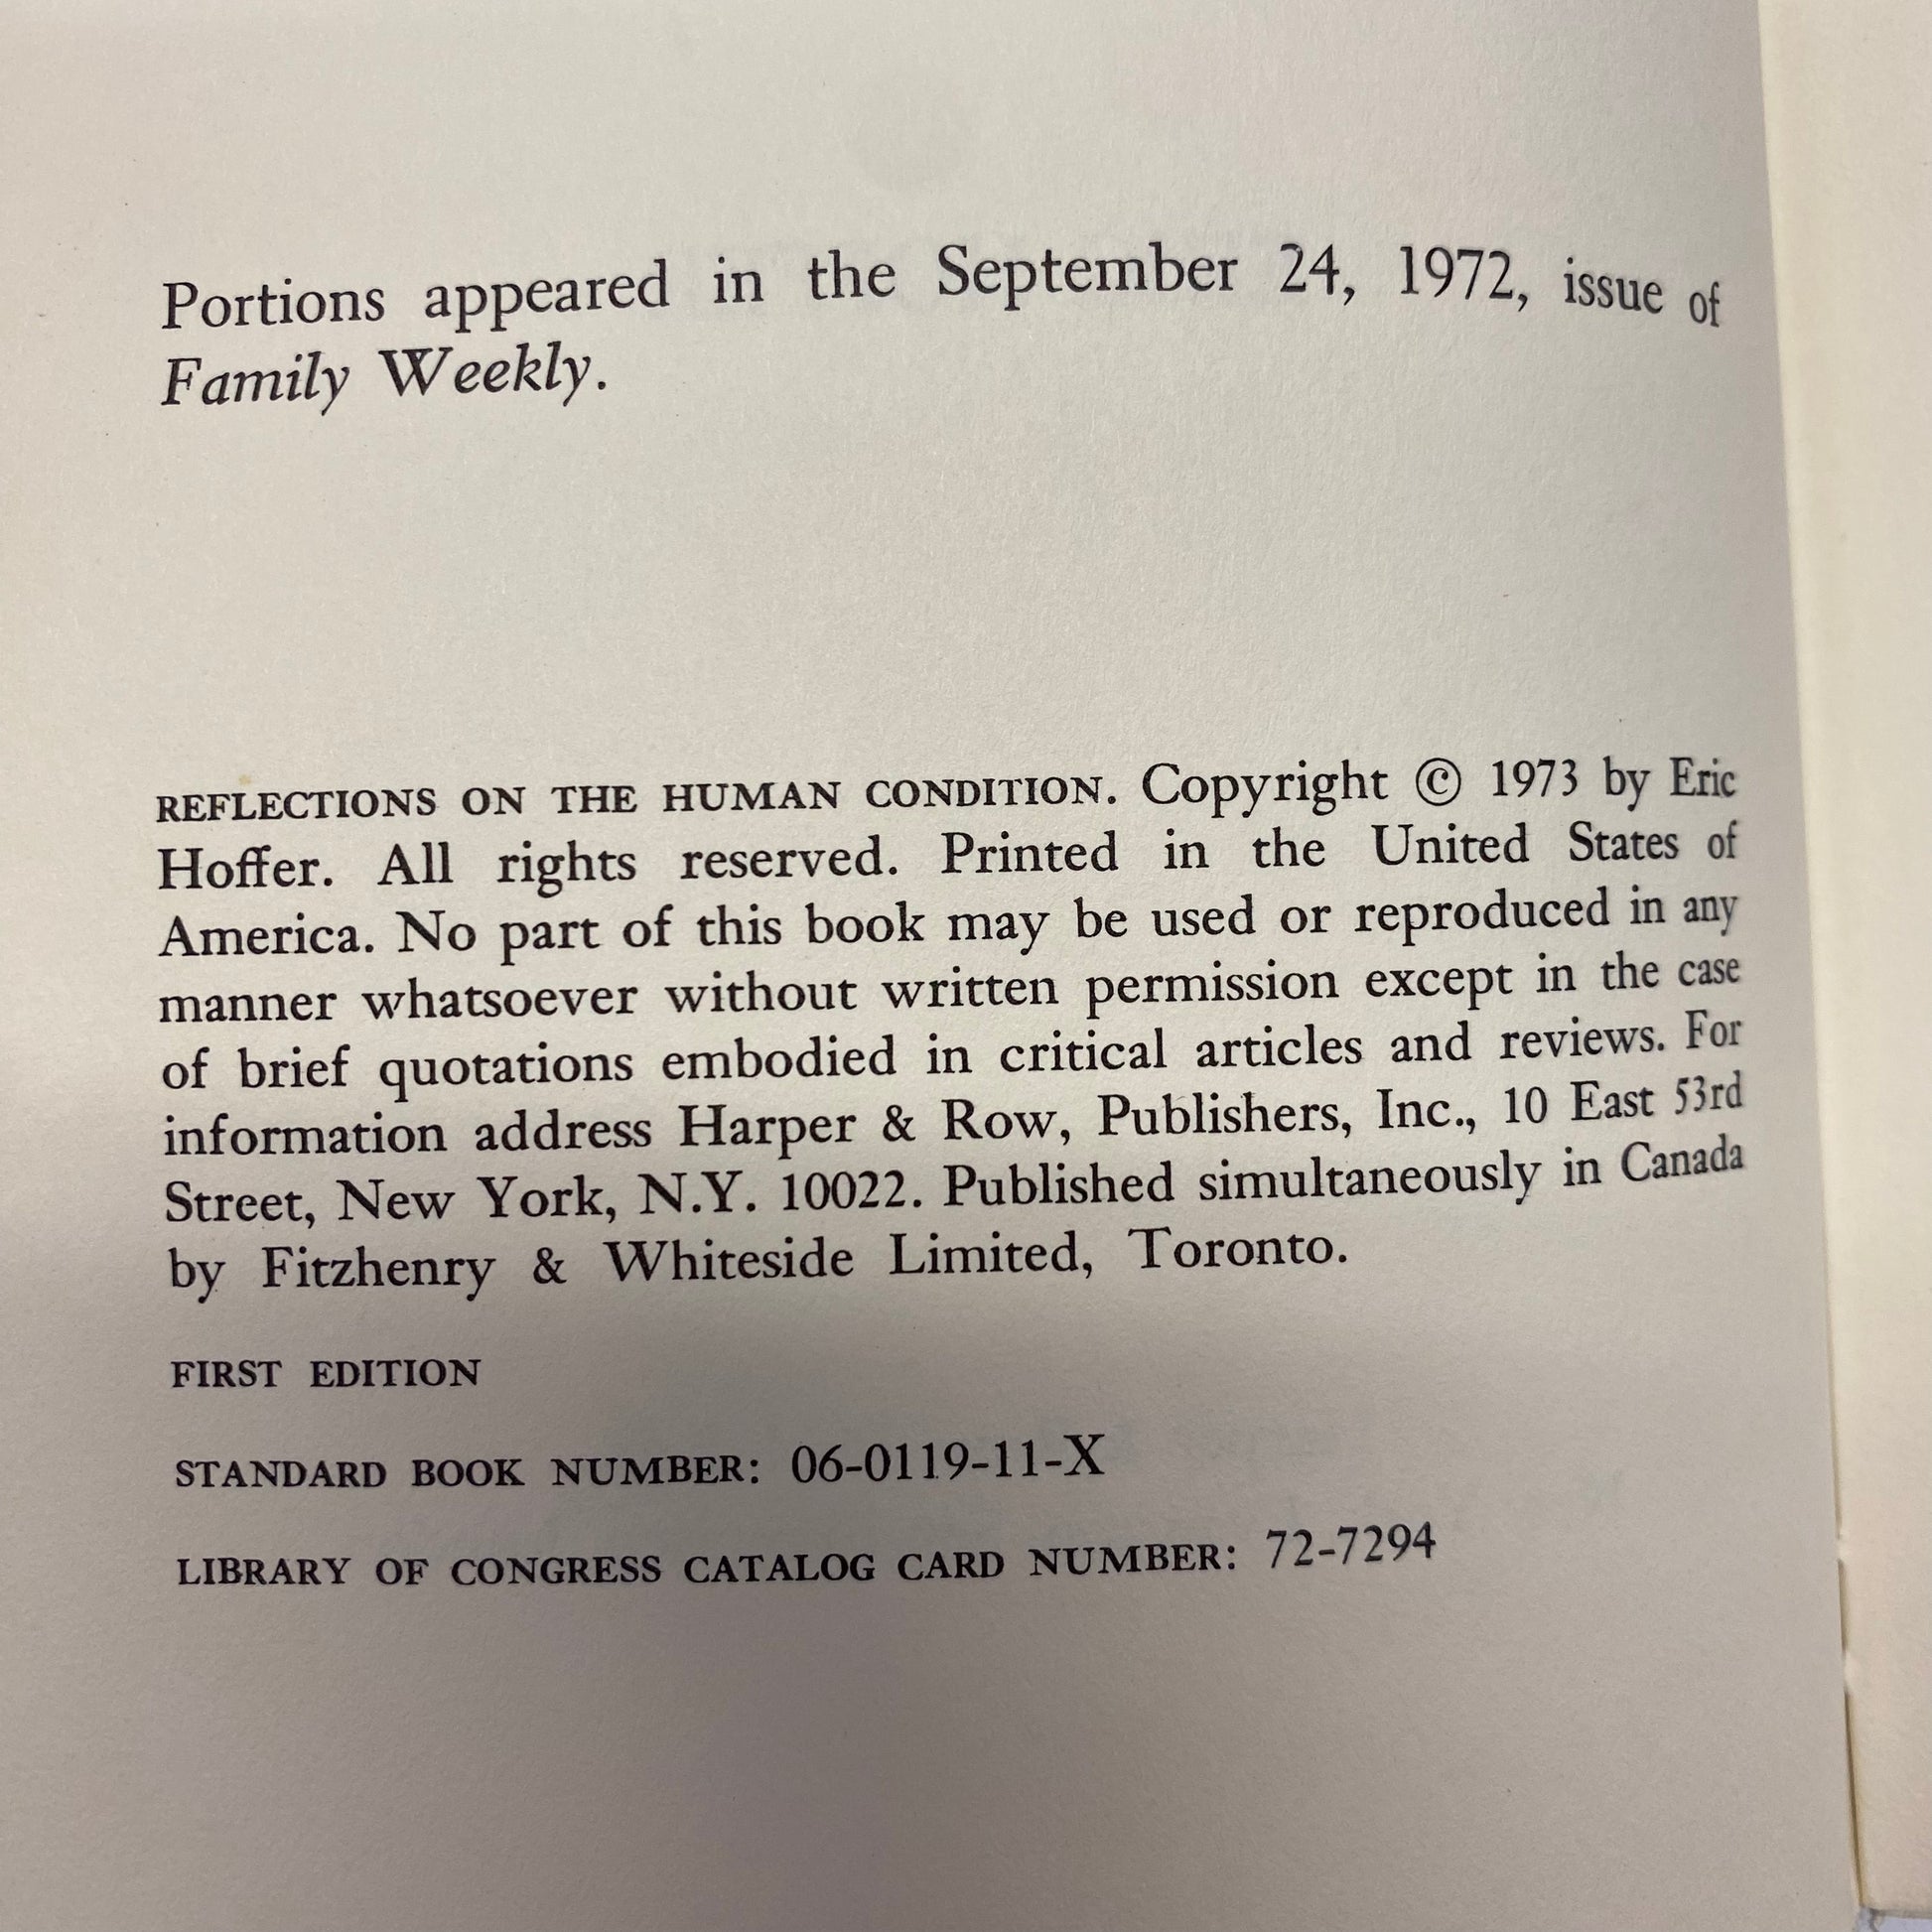 Portions appeared in the September 24, 1972, issue of
Family Weekly.
REFLECTIONS ON THE HUMAN CONDITION. Copyright © 1973 by Eric
Hoffer. All rights reserved. Printed in the United States of
America. No part of this book may be used or reproduced in any
manner whatsoever without written permission except in the case
of brief quotations embodied in critical articles and reviews. For
information address Harper & Row, Publishers, Inc., 10 East 53rd
Street, New York, N.Y. 10022. Published simultaneously in Canada
by Fitzhenry & Whiteside Limited, Toronto.
FIRST EDITION
STANDARD BOOK NUMBER: 06-0119-11-X
LIBRARY OF CONGRESS CATALOG CARD NUMBER: 72-7294